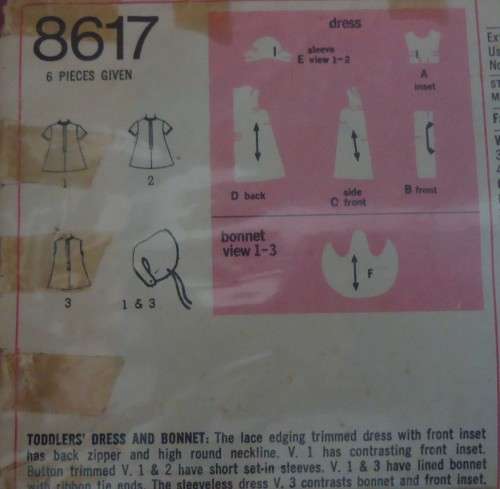 8617
6 PIECES GIVEN
1
2
3
1 & 3
dress
sleeve
E view 1-2
A
inset
D back
side
C front
B front
bonnet
view 1-3
F
TODDLERS' DRESS AND BONNET: The lace edging trimmed dress with front inset
has back zipper and high round neckline. V. 1 has contrasting front inset.
Button trimmed V. 1 & 2 have short set-in sleeves. V. 1 & 3 have lined bonnet
with ribbon tie ends. The sleeveless dress V. 3 contrasts bonnet and front inset.